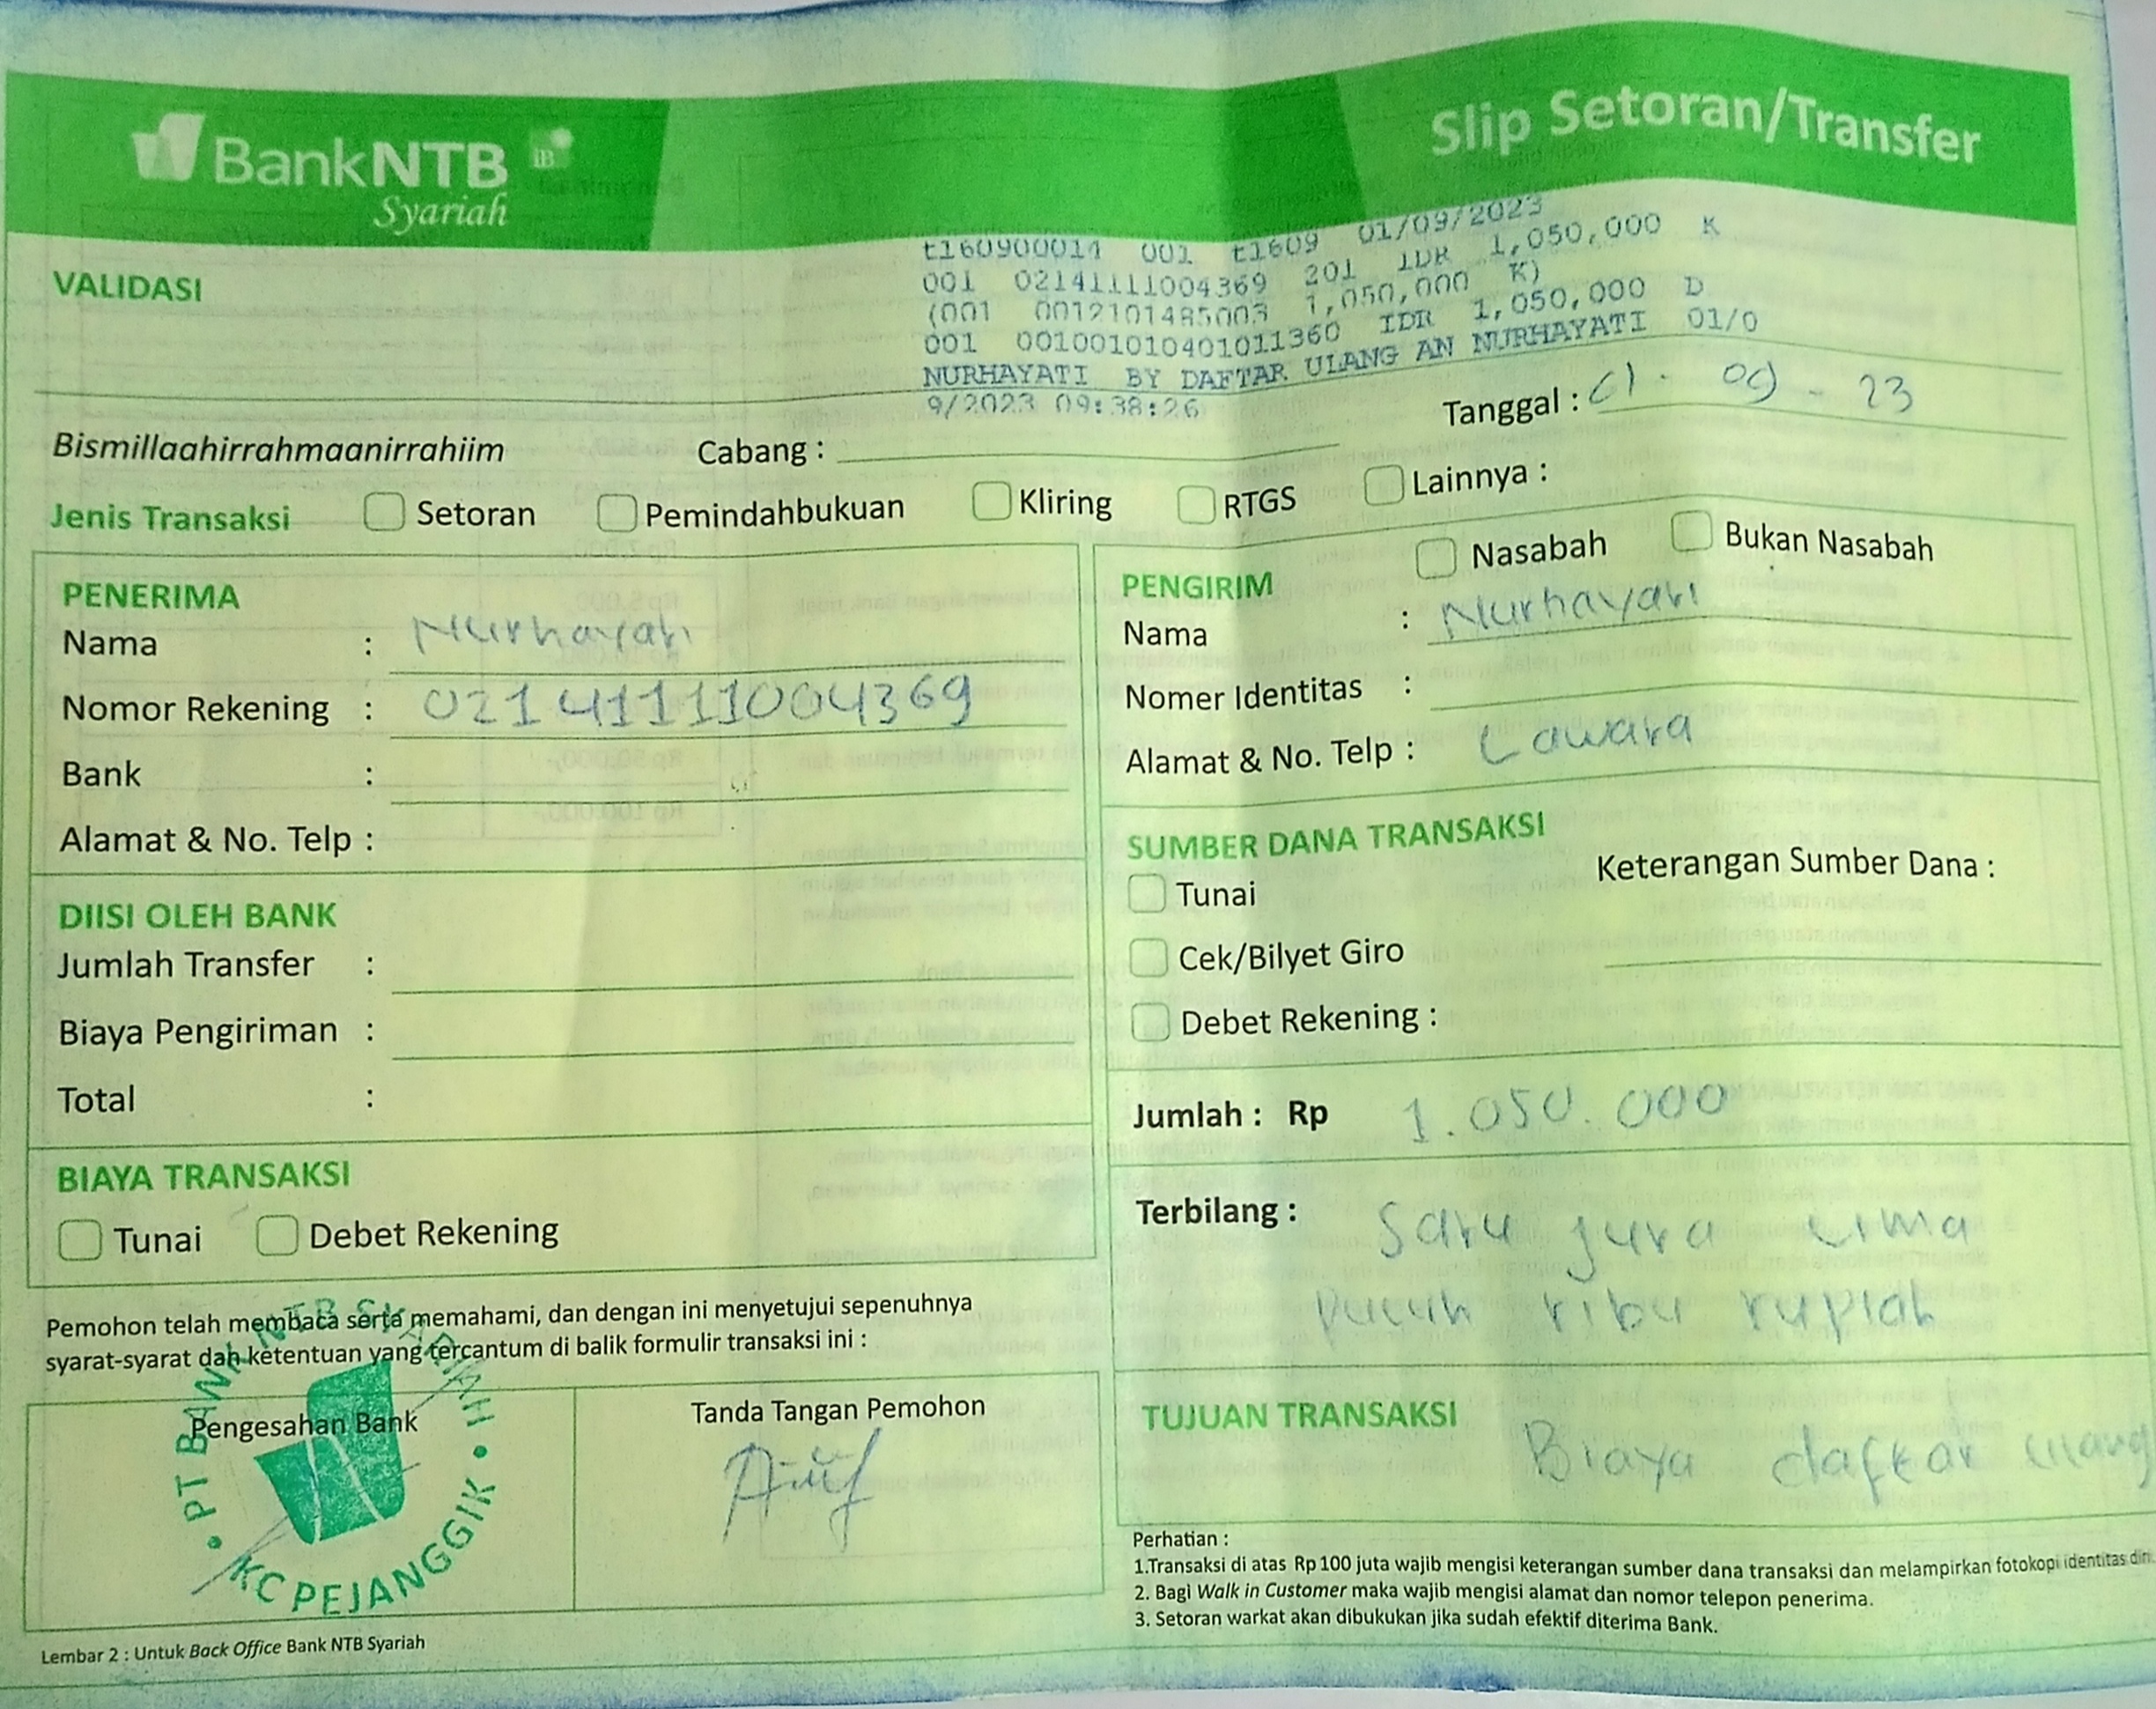 BankNTB iB
Syariah
Slip Setoran/Transfer
VALIDASI
t160900014 001 t1609 01/09/2023
001 02141111004369 201 IDR 1,050,000 K
(001 0012101485003 1,050,000 K)
001 001001010401011360 IDR 1,050,000 D
NURHAYATI BY DAFTAR ULANG AN NURHAYATI 01/0
9/2023 09:38:26
Tanggal : 01 - 09 - 23
Bismillaahirrahmaanirrahiim Cabang :
Jenis Transaksi Setoran Pemindahbukuan Kliring RTGS Lainnya :
PENERIMA
Nama : Nurhayati
Nomor Rekening : 02141111004369
Bank :
Alamat & No. Telp :
DIISI OLEH BANK
Jumlah Transfer :
Biaya Pengiriman :
Total :
BIAYA TRANSAKSI
Tunai Debet Rekening
PENGIRIM Nasabah Bukan Nasabah
Nama : Nurhayati
Nomer Identitas :
Alamat & No. Telp : Lawata
SUMBER DANA TRANSAKSI
Keterangan Sumber Dana :
Tunai
Cek/Bilyet Giro
Debet Rekening :
Jumlah : Rp 1.050.000
Terbilang : Satu juta lima
puluh ribu rupiah
TUJUAN TRANSAKSI
Biaya daftar ulang
Pemohon telah membaca serta memahami, dan dengan ini menyetujui sepenuhnya
syarat-syarat dah ketentuan yang tercantum di balik formulir transaksi ini :
Pengesahan Bank
PT BANK NTB SYARIAH
KC PEJANGGIK
Tanda Tangan Pemohon
Perhatian :
1.Transaksi di atas Rp 100 juta wajib mengisi keterangan sumber dana transaksi dan melampirkan fotokopi identitas diri.
2. Bagi Walk in Customer maka wajib mengisi alamat dan nomor telepon penerima.
3. Setoran warkat akan dibukukan jika sudah efektif diterima Bank.
Lembar 2 : Untuk Back Office Bank NTB Syariah